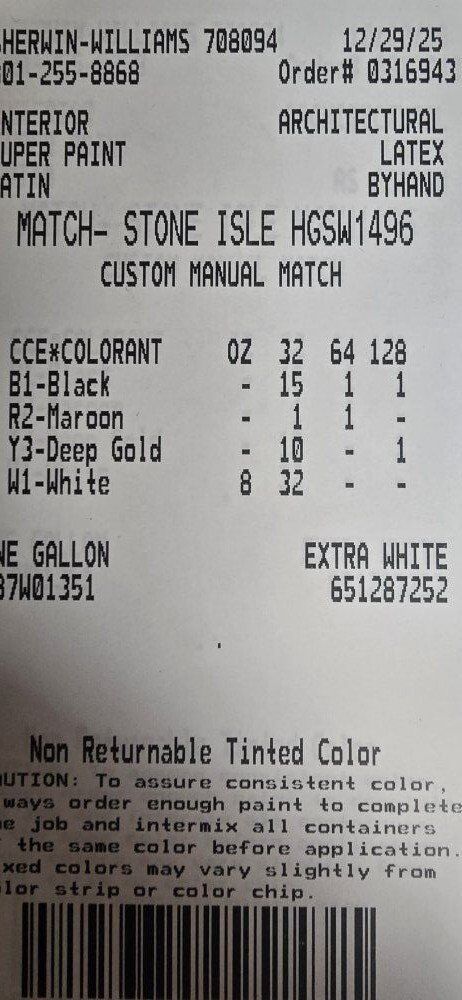 HERWIN-WILLIAMS 708094 12/29/25
01-255-8868 Order# 0316943
NTERIOR ARCHITECTURAL
UPER PAINT LATEX
ATIN BYHAND
MATCH- STONE ISLE HGSW1496
CUSTOM MANUAL MATCH
CCE*COLORANT OZ 32 64 128
B1-Black - 15 1 1
R2-Maroon - 1 1 -
Y3-Deep Gold - 10 - 1
W1-White 8 32 - -
NE GALLON EXTRA WHITE
87W01351 651287252
Non Returnable Tinted Color
UTION: To assure consistent color,
ways order enough paint to complete
e job and intermix all containers
the same color before application.
xed colors may vary slightly from
lor strip or color chip.